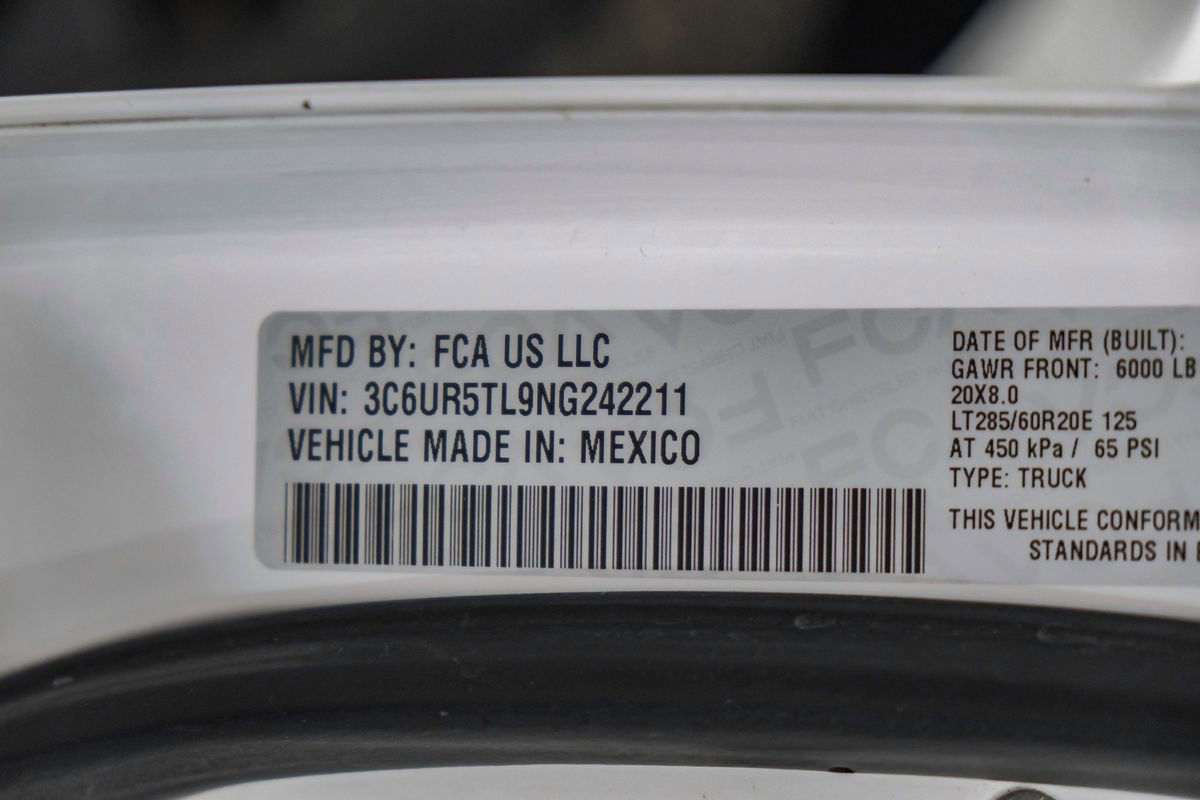 MFD BY: FCA US LLC
VIN: 3C6UR5TL9NG242211
VEHICLE MADE IN: MEXICO
DATE OF MFR (BUILT):
GAWR FRONT: 6000 LB
20X8.0
LT285/60R20E 125
AT 450 kPa / 65 PSI
TYPE: TRUCK
THIS VEHICLE CONFORM
STANDARDS IN